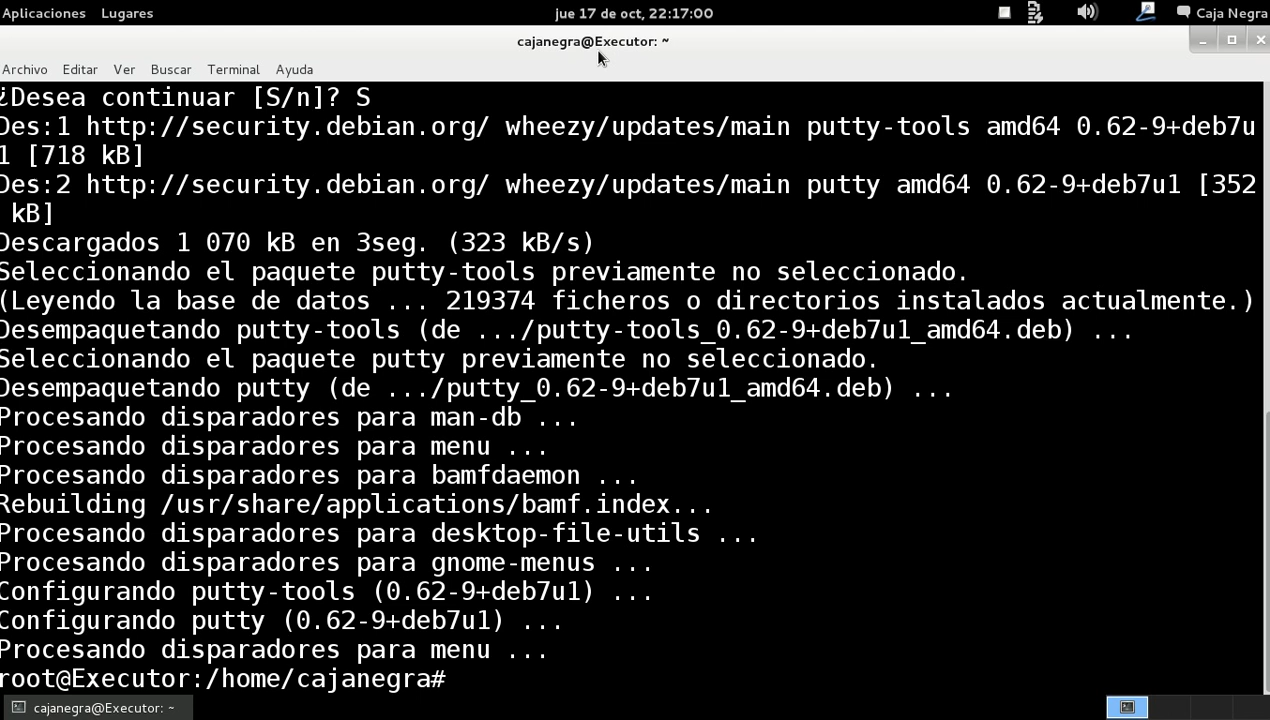 Aplicaciones Lugares jue 17 de oct, 22:17:00 Caja Negra
cajanegra@Executor: ~
Archivo Editar Ver Buscar Terminal Ayuda
¿Desea continuar [S/n]? S
Des:1 http://security.debian.org/ wheezy/updates/main putty-tools amd64 0.62-9+deb7u
1 [718 kB]
Des:2 http://security.debian.org/ wheezy/updates/main putty amd64 0.62-9+deb7u1 [352
 kB]
Descargados 1 070 kB en 3seg. (323 kB/s)
Seleccionando el paquete putty-tools previamente no seleccionado.
(Leyendo la base de datos ... 219374 ficheros o directorios instalados actualmente.)
Desempaquetando putty-tools (de .../putty-tools_0.62-9+deb7u1_amd64.deb) ...
Seleccionando el paquete putty previamente no seleccionado.
Desempaquetando putty (de .../putty_0.62-9+deb7u1_amd64.deb) ...
Procesando disparadores para man-db ...
Procesando disparadores para menu ...
Procesando disparadores para bamfdaemon ...
Rebuilding /usr/share/applications/bamf.index...
Procesando disparadores para desktop-file-utils ...
Procesando disparadores para gnome-menus ...
Configurando putty-tools (0.62-9+deb7u1) ...
Configurando putty (0.62-9+deb7u1) ...
Procesando disparadores para menu ...
root@Executor:/home/cajanegra#
cajanegra@Executor: ~